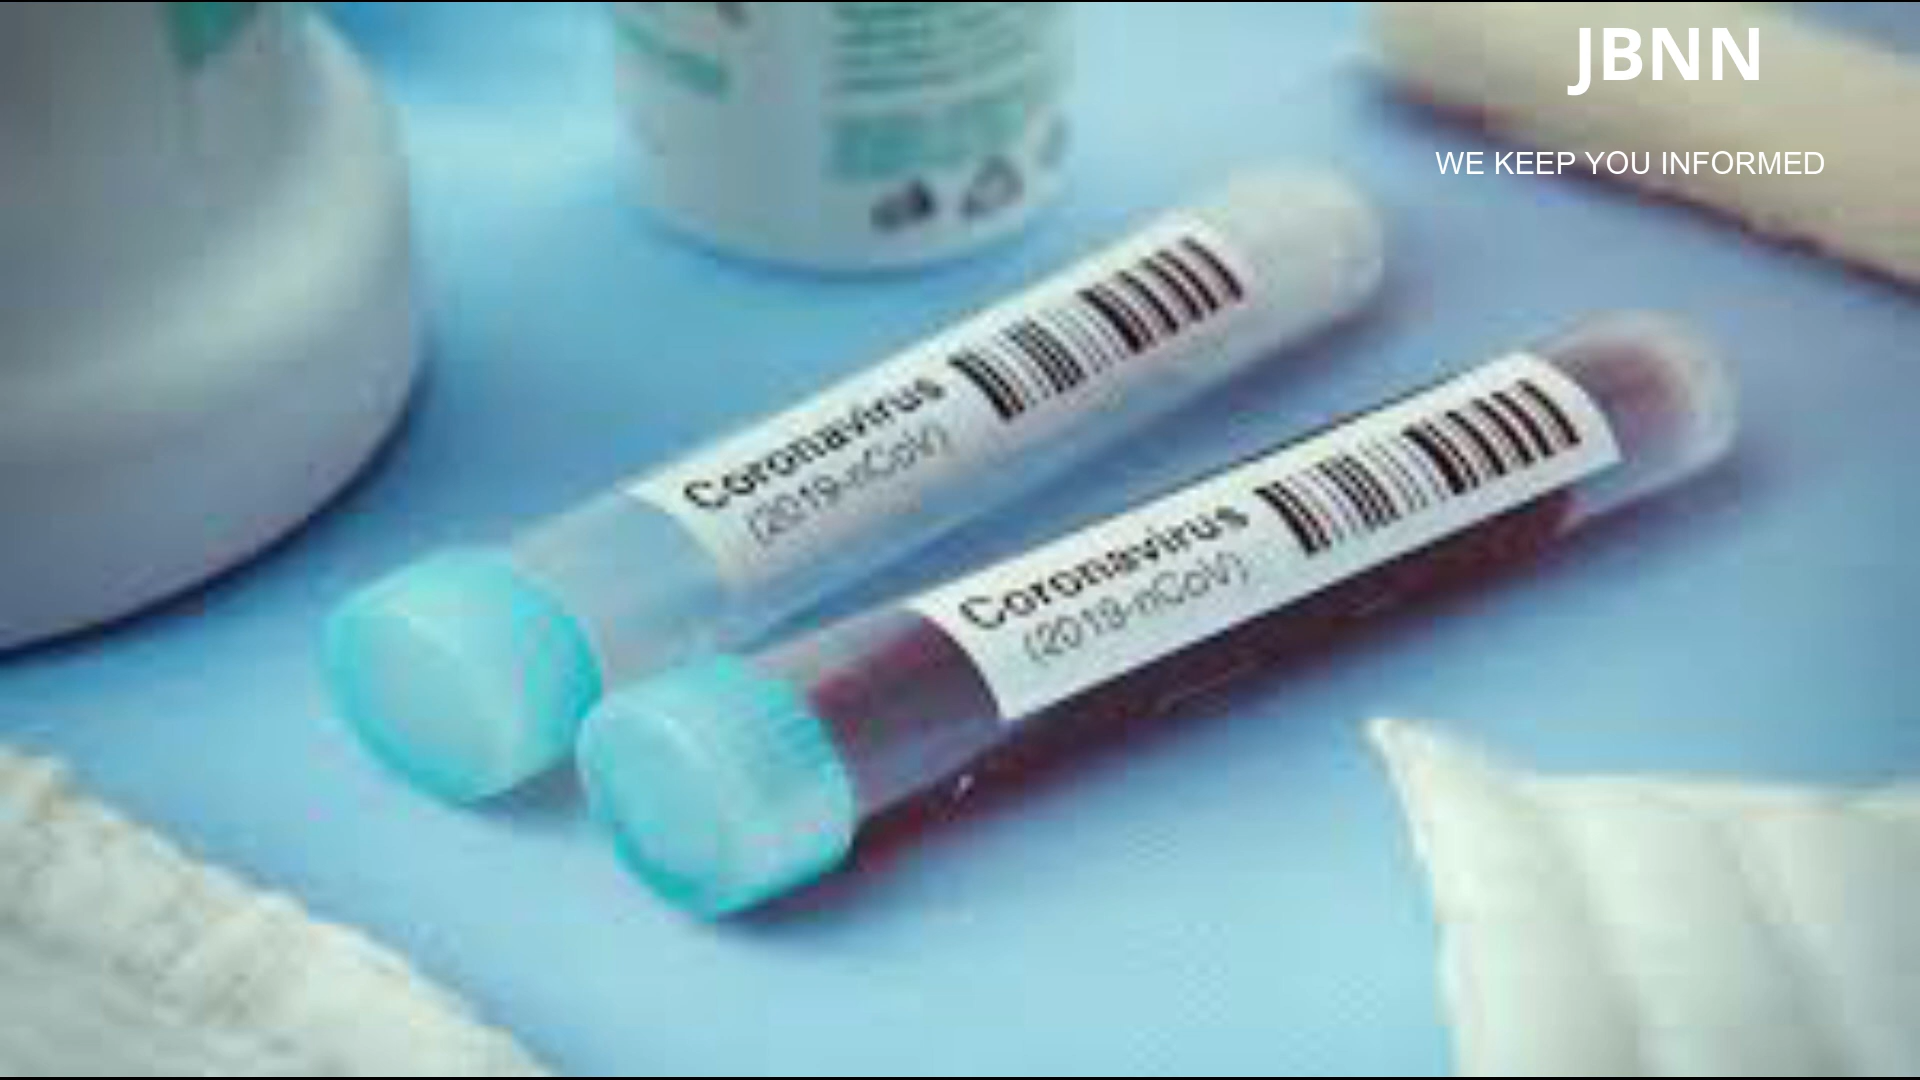 JBNN
WE KEEP YOU INFORMED
Coronavirus
(2019-nCoV)
Coronavirus
(2019-nCoV)